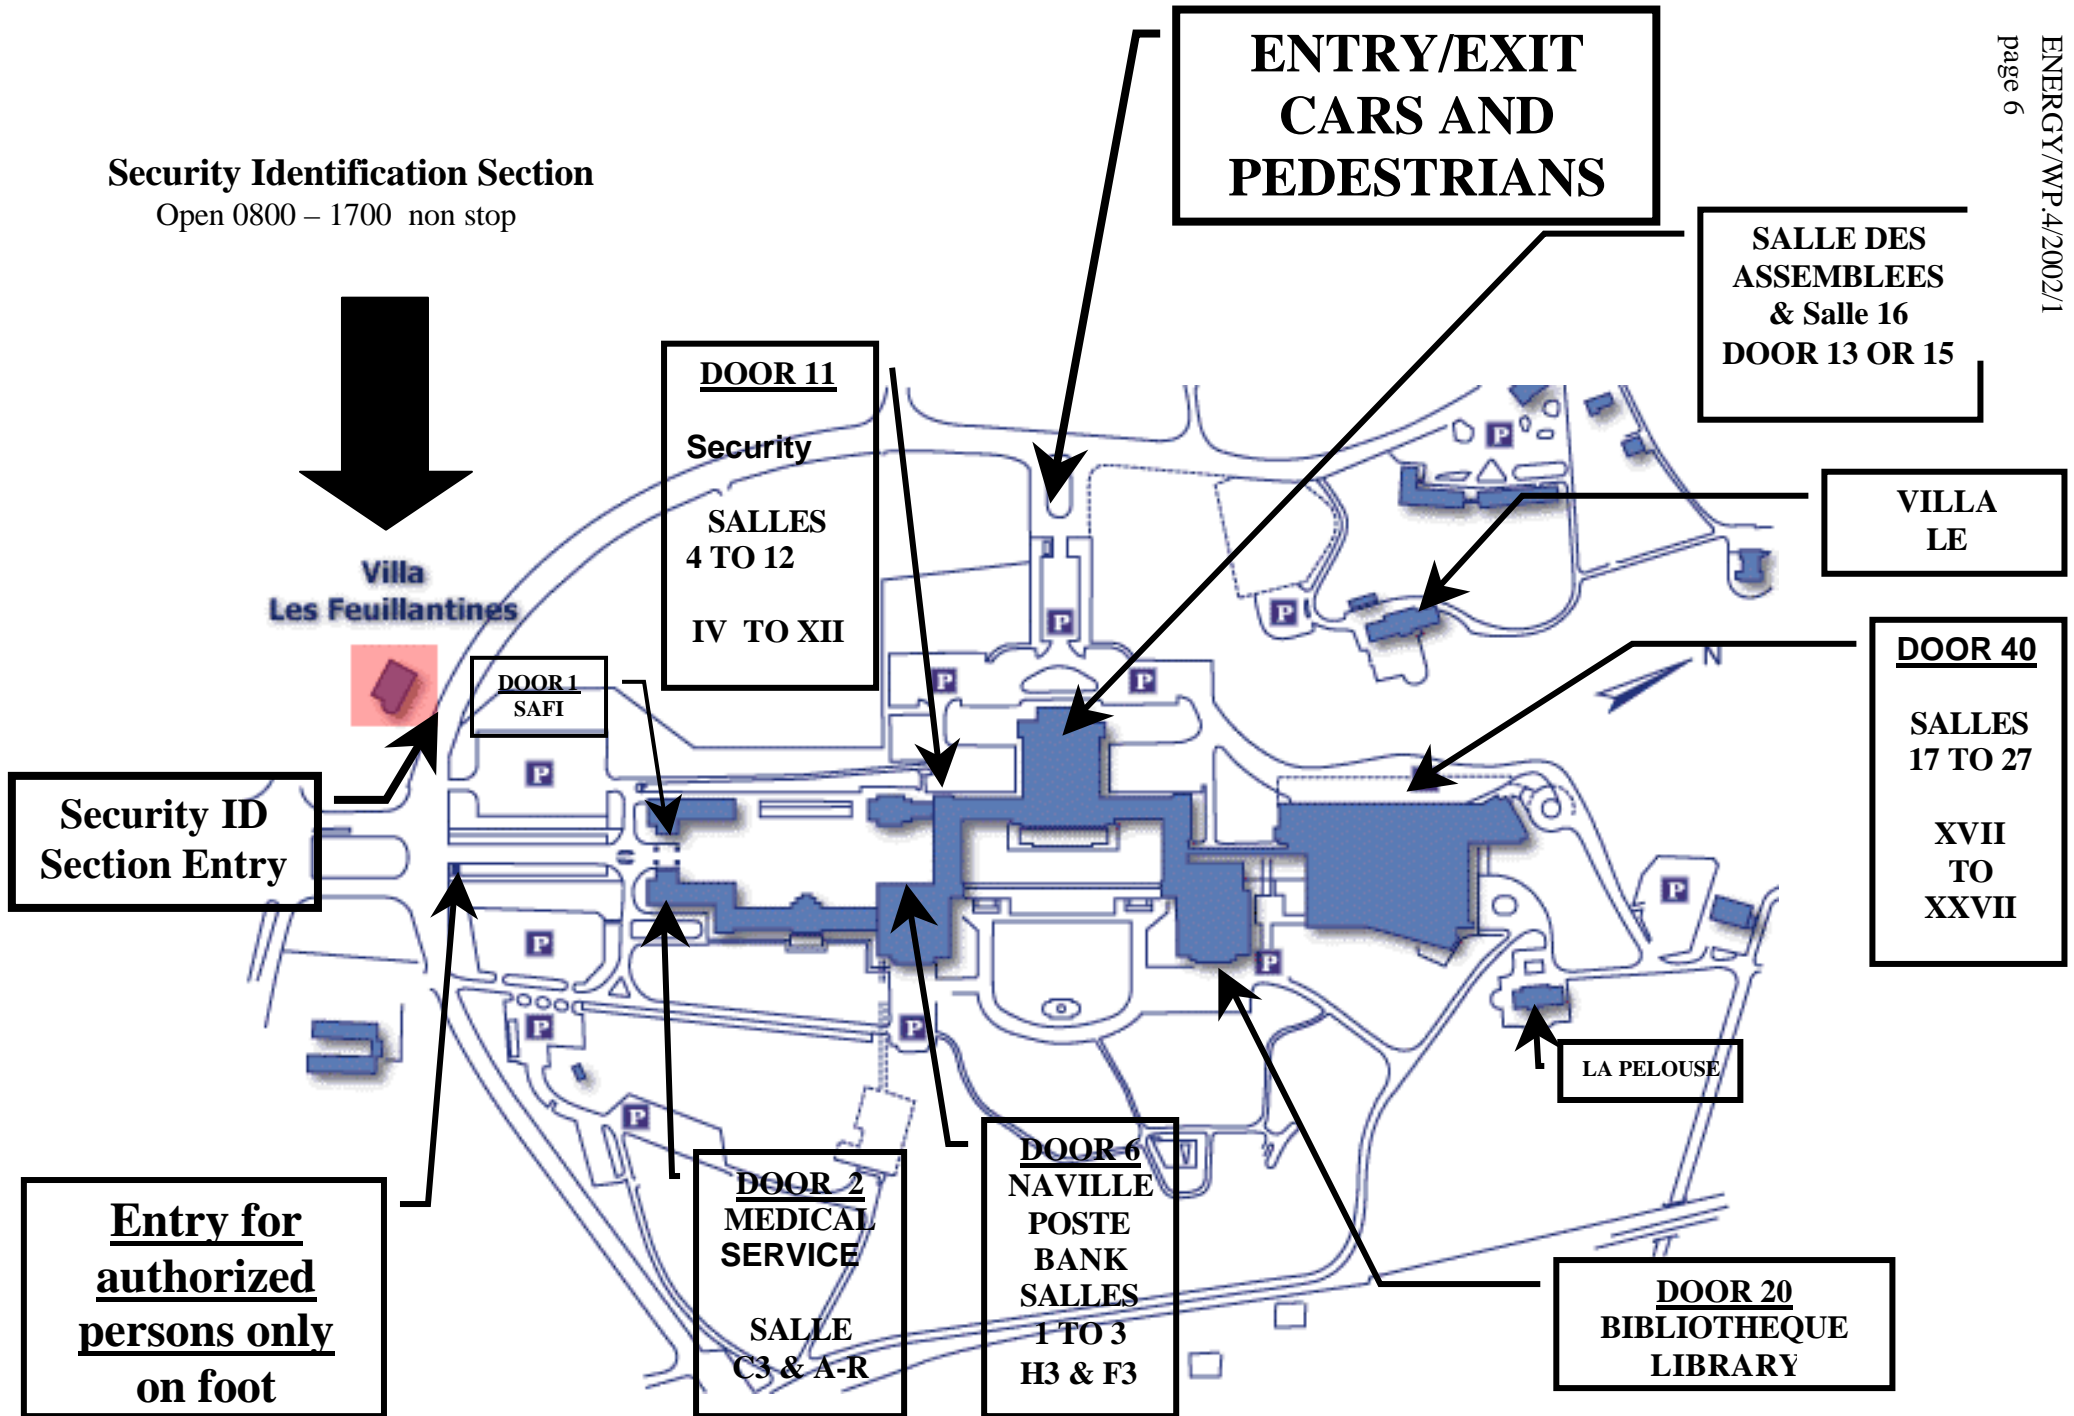 ENERGY/WP.4/2002/1
page 6
ENTRY/EXIT
CARS AND
PEDESTRIANS
Security Identification Section
Open 0800 – 1700 non stop
SALLE DES
ASSEMBLEES
& Salle 16
DOOR 13 OR 15
DOOR 11
Security
SALLES
4 TO 12
IV TO XII
VILLA
LE
Villa
Les Feuillantines
DOOR 1
SAFI
DOOR 40
SALLES
17 TO 27
XVII
TO
XXVII
N
P
P
P
P
P
P
P
P
P
P
P
P
Security ID
Section Entry
LA PELOUSE
Entry for
authorized
persons only
on foot
DOOR 2
MEDICAL
SERVICE
SALLE
C3 & A-R
DOOR 6
NAVILLE
POSTE
BANK
SALLES
1 TO 3
H3 & F3
DOOR 20
BIBLIOTHEQUE
LIBRARY